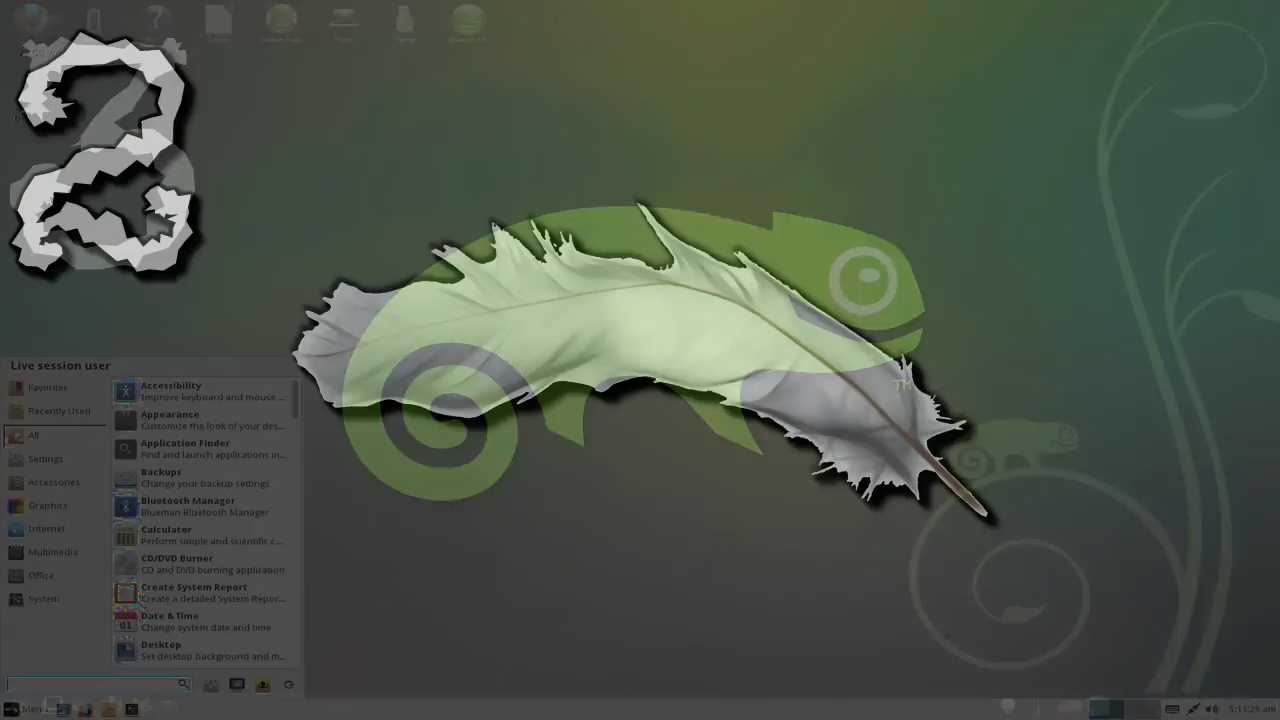 2
TM
Live session user
Favorites
Recently Used
All
Settings
Accessories
Graphics
Internet
Multimedia
Office
System
Accessibility
Improve keyboard and mouse ...
Appearance
Customize the look of your des...
Application Finder
Find and launch applications in...
Backups
Change your backup settings
Bluetooth Manager
Blueman Bluetooth Manager
Calculator
Perform simple and scientific c...
CD/DVD Burner
CD and DVD burning application
Create System Report
Create a detailed System Repor...
Date & Time
01
Change system date and time
Desktop
Set desktop background and m...
Menu
5:11:29 am